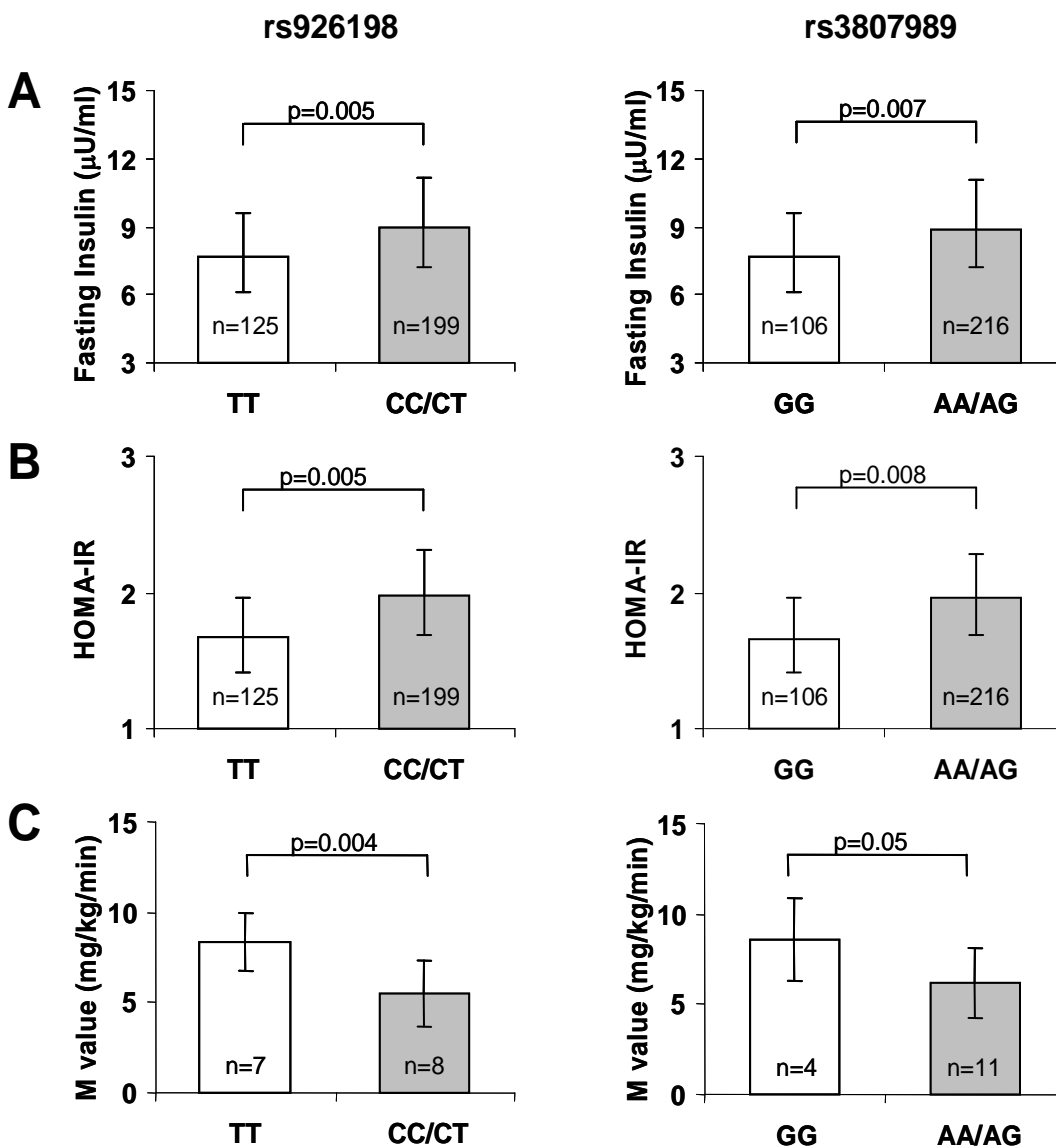 rs926198
rs3807989
A
Fasting Insulin (μU/ml)
15
12
9
6
3
p=0.005
n=125
n=199
TT
CC/CT
Fasting Insulin (μU/ml)
15
12
9
6
3
p=0.007
n=106
n=216
GG
AA/AG
B
HOMA-IR
3
2
1
p=0.005
n=125
n=199
TT
CC/CT
HOMA-IR
3
2
1
p=0.008
n=106
n=216
GG
AA/AG
C
M value (mg/kg/min)
15
10
5
0
p=0.004
n=7
n=8
TT
CC/CT
M value (mg/kg/min)
15
10
5
0
p=0.05
n=4
n=11
GG
AA/AG